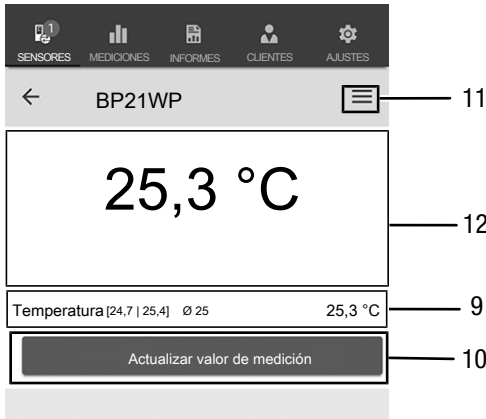 1
SENSORES MEDICIONES INFORMES CLIENTES AJUSTES
BP21WP 11
25,3 °C
12
Temperatura [24,7 | 25,4] Ø 25 25,3 °C 9
Actualizar valor de medición 10